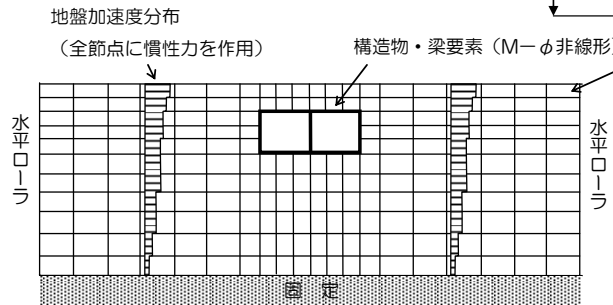 地盤加速度分布
（全節点に慣性力を作用）
構造物・梁要素（M－φ非線形）
水平ローラ
水平ローラ
固 定